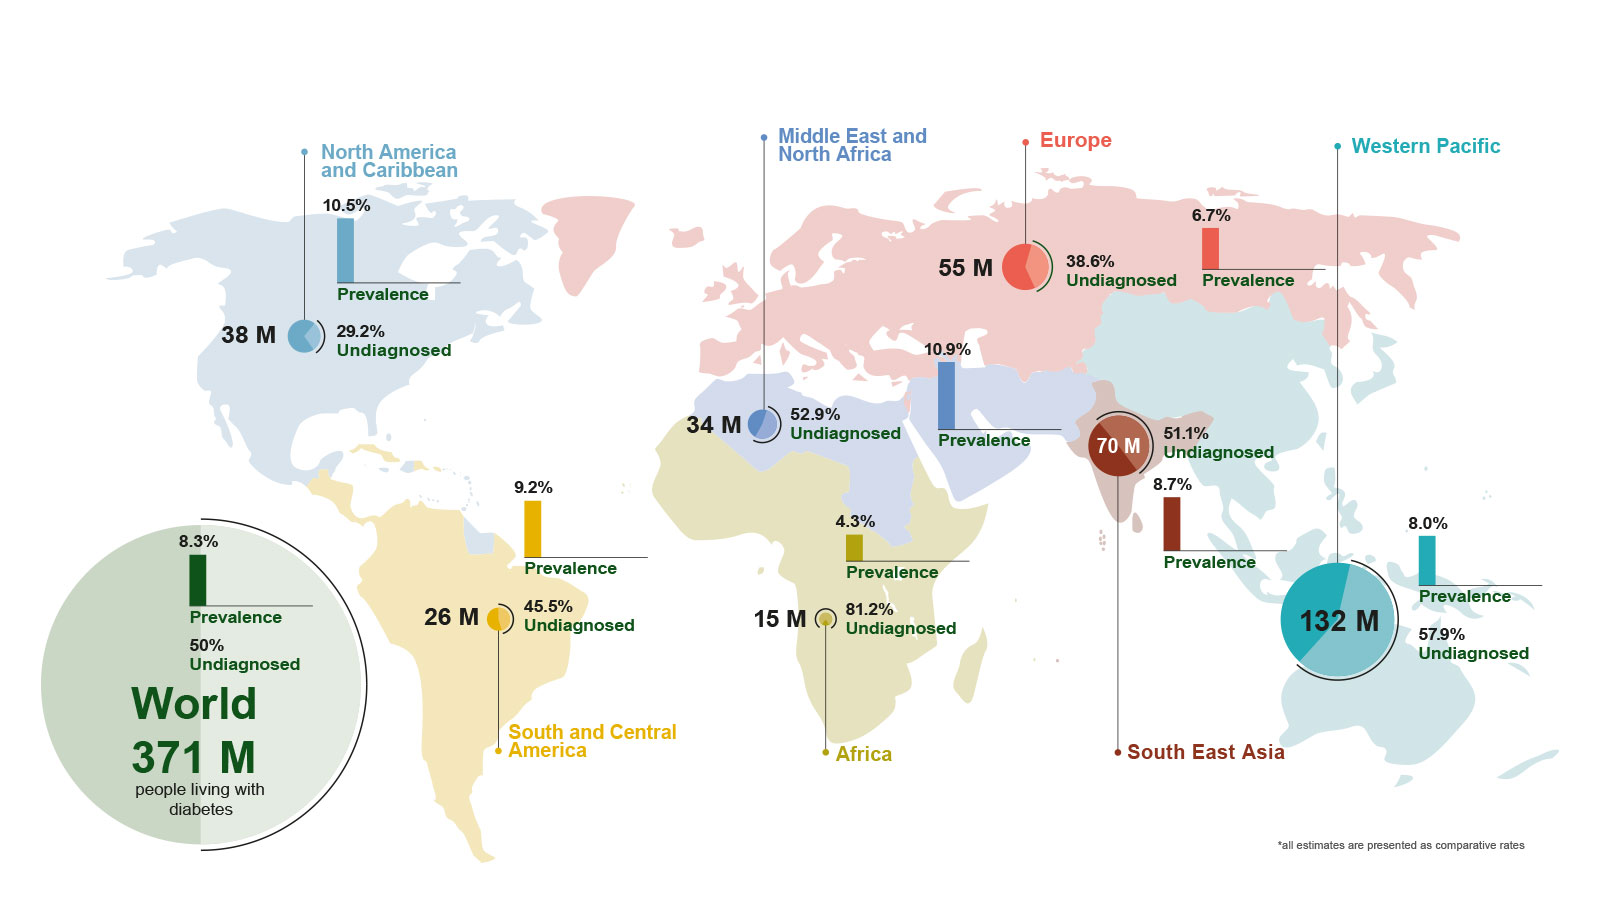 North America
and Caribbean
10.5%
Prevalence
38 M
29.2%
Undiagnosed
Middle East and
North Africa
34 M
52.9%
Undiagnosed
10.9%
Prevalence
Europe
55 M
38.6%
Undiagnosed
6.7%
Prevalence
Western Pacific
8.0%
Prevalence
132 M
57.9%
Undiagnosed
70 M
51.1%
Undiagnosed
8.7%
Prevalence
South East Asia
9.2%
Prevalence
26 M
45.5%
Undiagnosed
South and Central
America
4.3%
Prevalence
15 M
81.2%
Undiagnosed
Africa
8.3%
Prevalence
50%
Undiagnosed
World
371 M
people living with
diabetes
*all estimates are presented as comparative rates